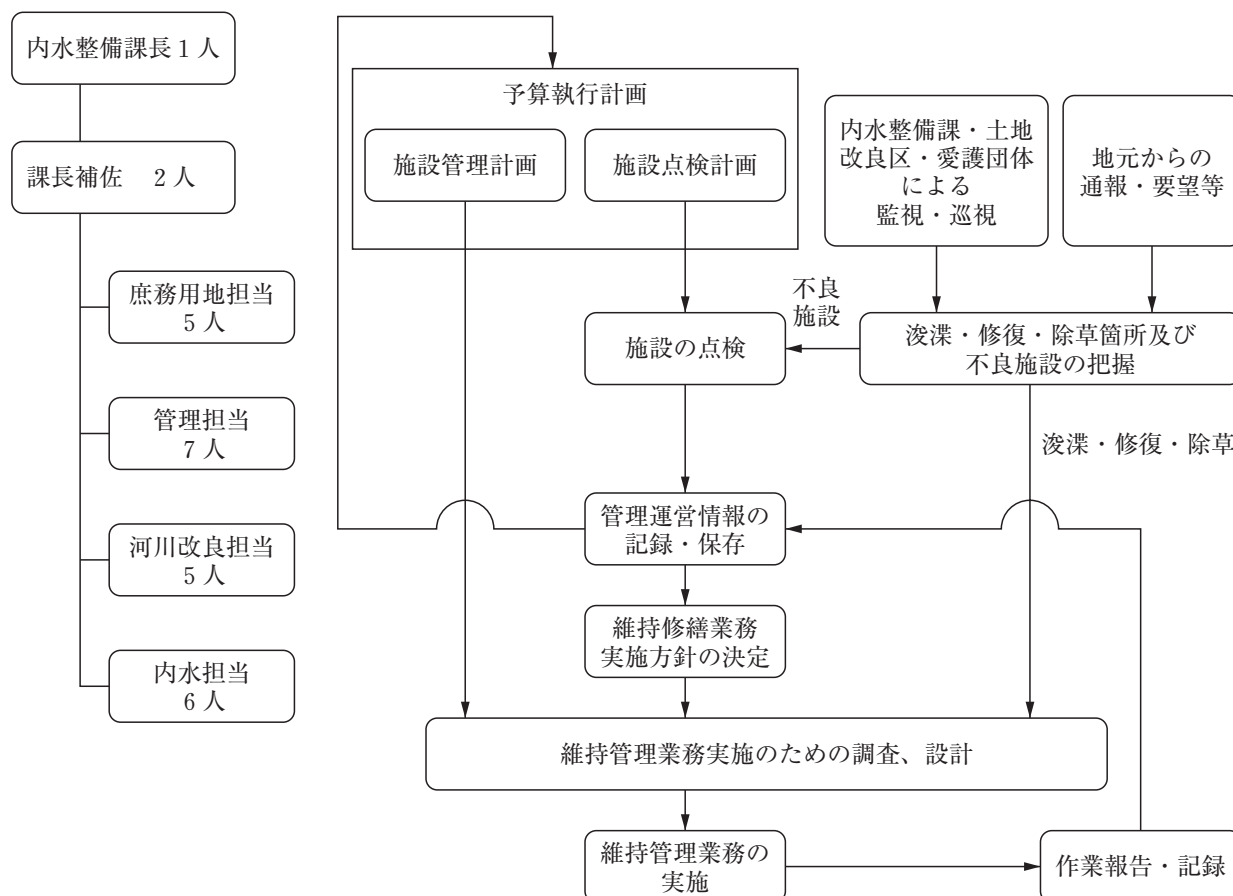 内水整備課長1人
課長補佐　2人
庶務用地担当
5人
管理担当
7人
河川改良担当
5人
内水担当
6人
予算執行計画
施設管理計画
施設点検計画
内水整備課・土地
改良区・愛護団体
による
監視・巡視
地元からの
通報・要望等
不良
施設
施設の点検
浚渫・修復・除草箇所及び
不良施設の把握
浚渫・修復・除草
管理運営情報の
記録・保存
維持修繕業務
実施方針の決定
維持管理業務実施のための調査、設計
維持管理業務の
実施
作業報告・記録